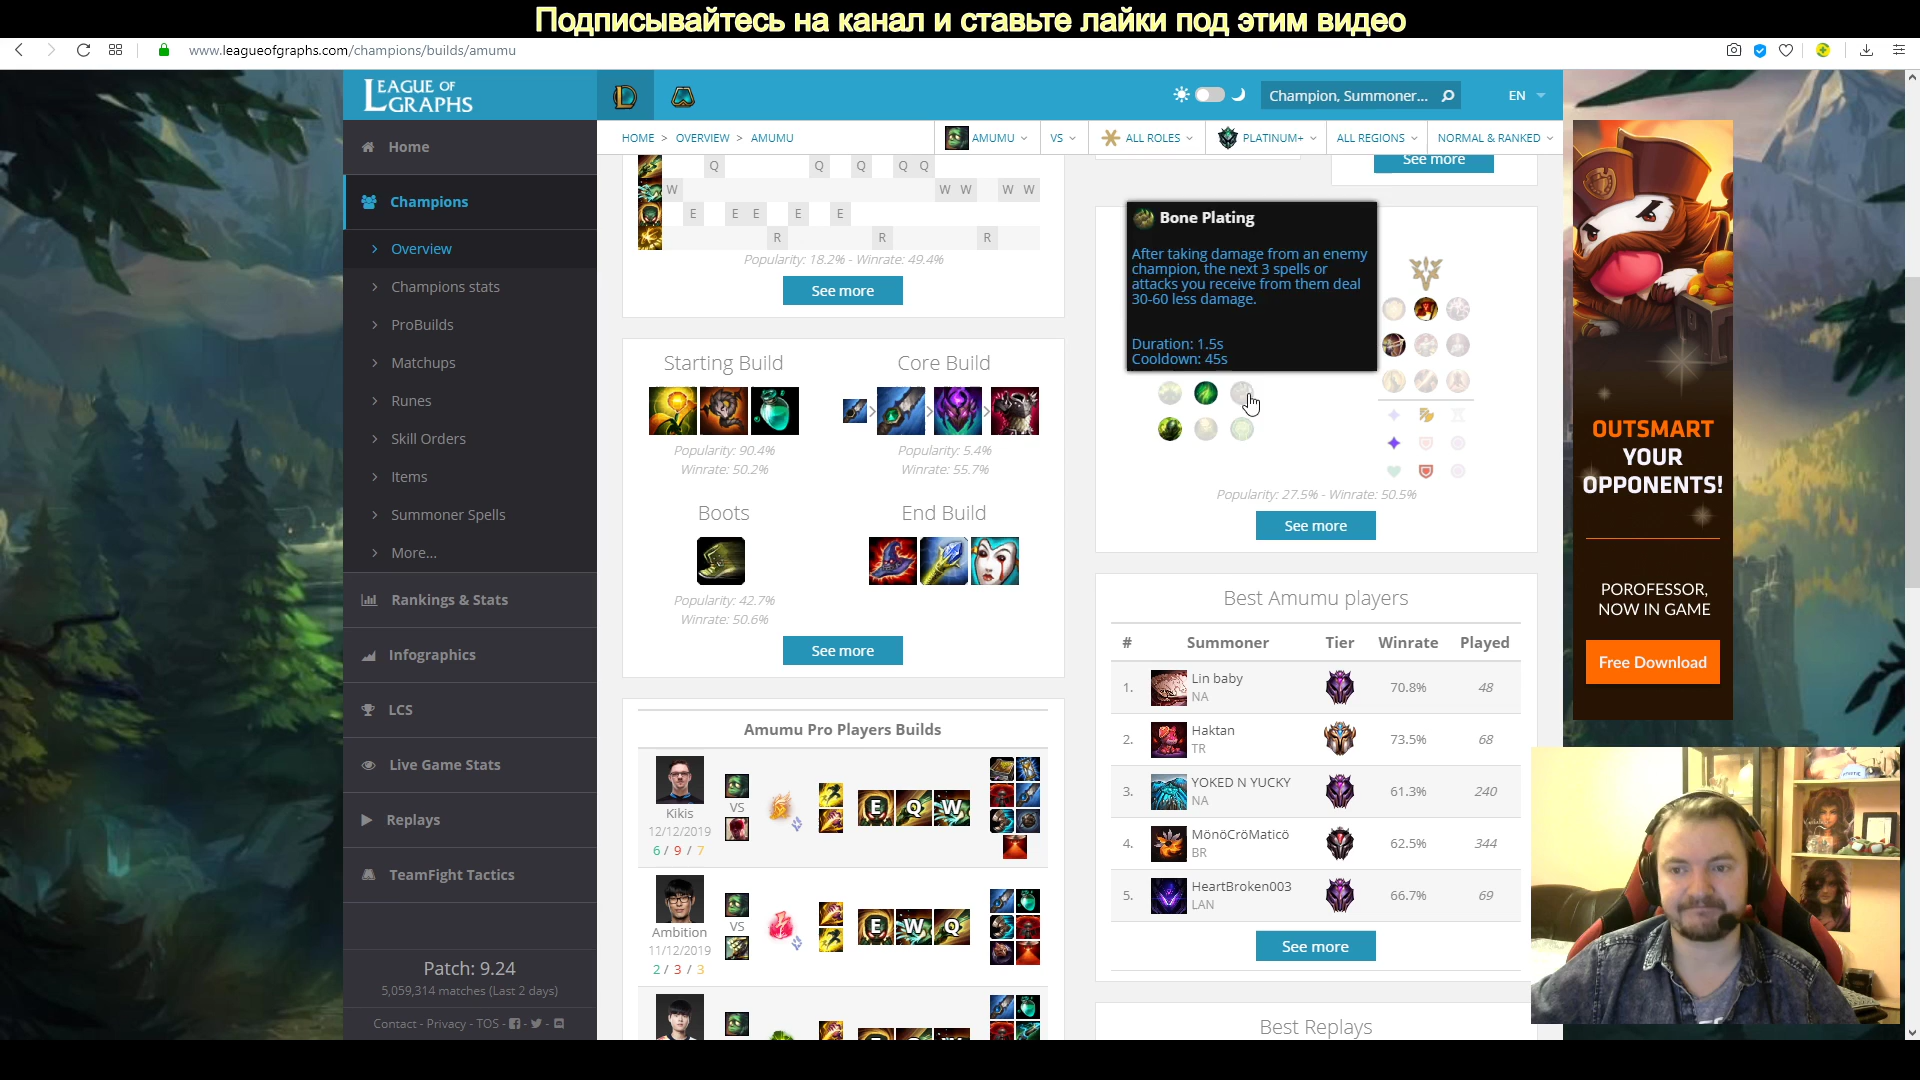 Подписывайтесь на канал и ставьте лайки под этим видео
www.leagueofgraphs.com/champions/builds/amumu
LEAGUE OF GRAPHS
Champion, Summoner...
EN
HOME > OVERVIEW > AMUMU
AMUMU
VS
ALL ROLES
PLATINUM+
ALL REGIONS
NORMAL & RANKED
Home
Champions
Overview
Champions stats
ProBuilds
Matchups
Runes
Skill Orders
Items
Summoner Spells
More...
Rankings & Stats
Infographics
LCS
Live Game Stats
Replays
TeamFight Tactics
Patch: 9.24
5,059,314 matches (Last 2 days)
Contact - Privacy - TOS -
Q Q Q Q Q
W W W W W
E E E E E
R R R
Popularity: 18.2% - Winrate: 49.4%
See more
Starting Build
Core Build
Popularity: 90.4%
Winrate: 50.2%
Popularity: 5.4%
Winrate: 55.7%
Boots
End Build
Popularity: 42.7%
Winrate: 50.6%
See more
Amumu Pro Players Builds
Kikis
12/12/2019
6 / 9 / 7
VS
E Q W
Ambition
11/12/2019
2 / 3 / 3
VS
E W Q
See more
Bone Plating
After taking damage from an enemy
champion, the next 3 spells or
attacks you receive from them deal
30-60 less damage.
Duration: 1.5s
Cooldown: 45s
Popularity: 27.5% - Winrate: 50.5%
See more
Best Amumu players
# Summoner Tier Winrate Played
1. Lin baby NA 70.8% 48
2. Haktan TR 73.5% 68
3. YOKED N YUCKY NA 61.3% 240
4. MönöCröMaticö BR 62.5% 344
5. HeartBroken003 LAN 66.7% 69
See more
Best Replays
OUTSMART
YOUR
OPPONENTS!
POROFESSOR,
NOW IN GAME
Free Download